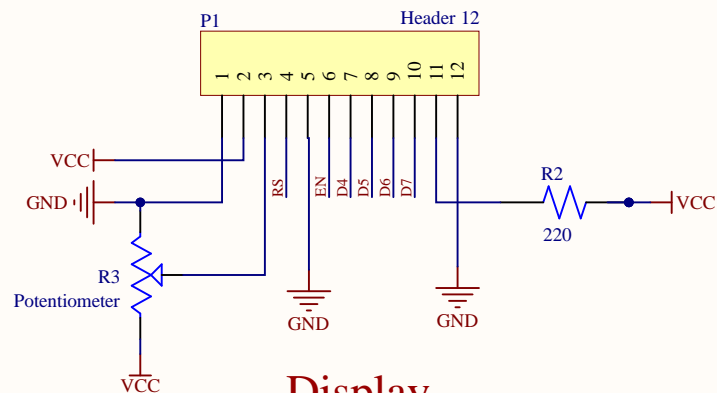 P1
Header 12
1 2 3 4 5 6 7 8 9 10 11 12
VCC
RS
EN
D4
D5
D6
D7
R2
GND
VCC
220
R3
Potentiometer
GND
GND
VCC
Display